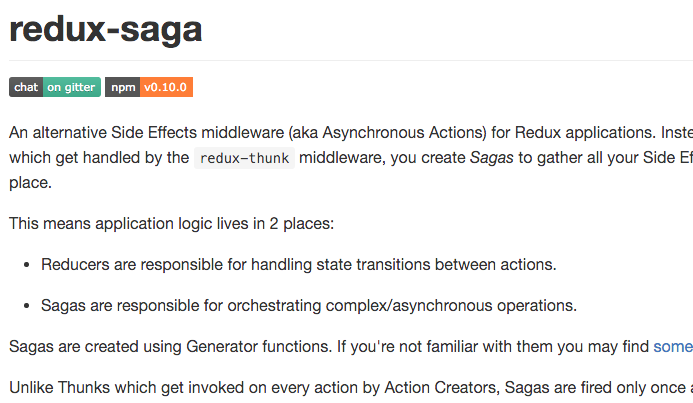 redux-saga
chat on gitter npm v0.10.0
An alternative Side Effects middleware (aka Asynchronous Actions) for Redux applications.
which get handled by the redux-thunk middleware, you create Sagas to gather all your Side
place.
This means application logic lives in 2 places:
• Reducers are responsible for handling state transitions between actions.
• Sagas are responsible for orchestrating complex/asynchronous operations.
Sagas are created using Generator functions. If you're not familiar with them you may find some
Unlike Thunks which get invoked on every action by Action Creators, Sagas are fired only once